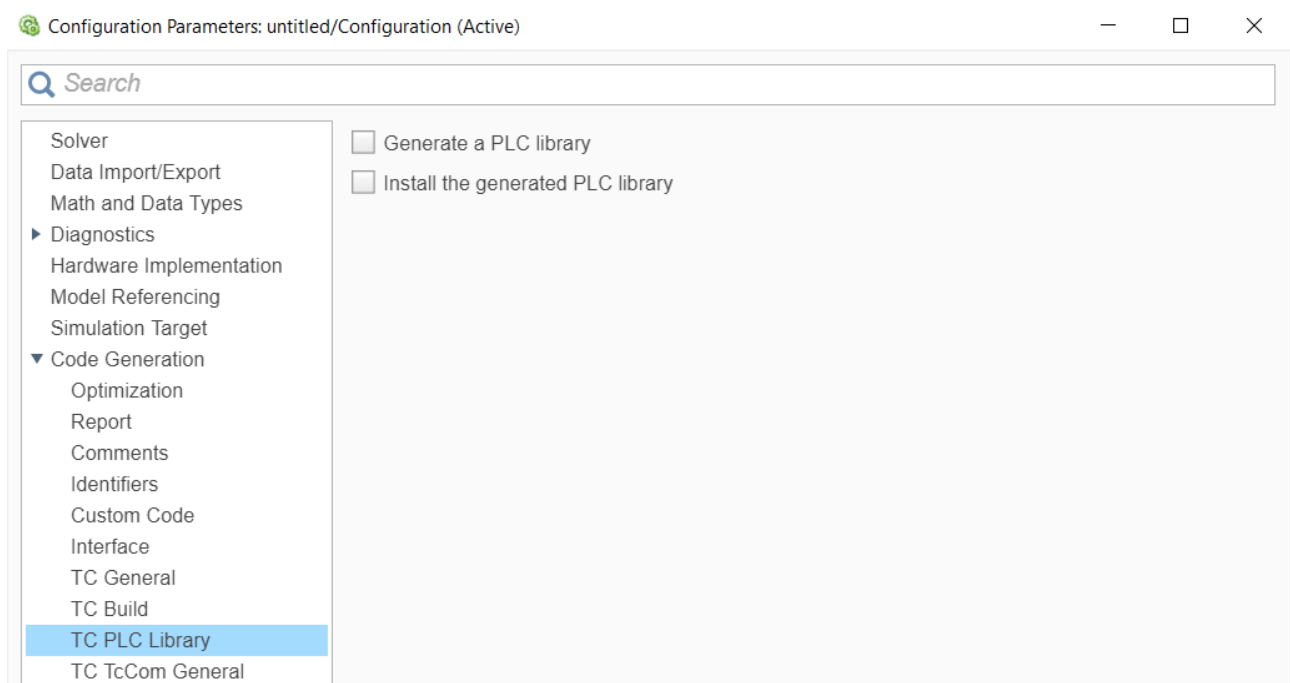 Configuration Parameters: untitled/Configuration (Active)
Search
Solver
Data Import/Export
Math and Data Types
Diagnostics
Hardware Implementation
Model Referencing
Simulation Target
Code Generation
Optimization
Report
Comments
Identifiers
Custom Code
Interface
TC General
TC Build
TC PLC Library
TC TcCom General
Generate a PLC library
Install the generated PLC library